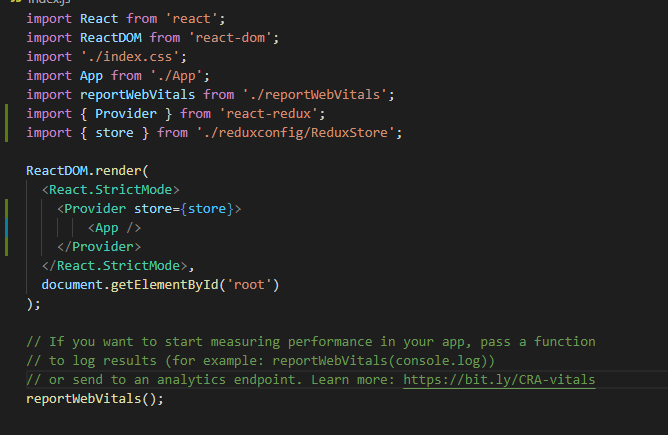 index.js
import React from 'react';
import ReactDOM from 'react-dom';
import './index.css';
import App from './App';
import reportWebVitals from './reportWebVitals';
import { Provider } from 'react-redux';
import { store } from './reduxconfig/ReduxStore';
ReactDOM.render(
<React.StrictMode>
<Provider store={store}>
<App />
</Provider>
</React.StrictMode>,
document.getElementById('root')
);
// If you want to start measuring performance in your app, pass a function
// to log results (for example: reportWebVitals(console.log))
// or send to an analytics endpoint. Learn more: https://bit.ly/CRA-vitals
reportWebVitals();